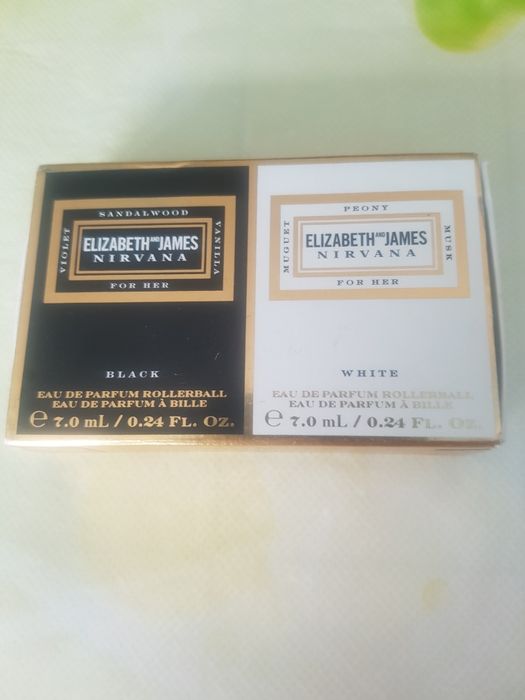 SANDALWOOD
VIOLET
ELIZABETH AND JAMES
VANILLA
NIRVANA
FOR HER
BLACK
EAU DE PARFUM ROLLERBALL
EAU DE PARFUM À BILLE
℮ 7.0 mL / 0.24 FL. OZ.
PEONY
MUGUET
ELIZABETH AND JAMES
MUSK
NIRVANA
FOR HER
WHITE
EAU DE PARFUM ROLLERBALL
EAU DE PARFUM À BILLE
℮ 7.0 mL / 0.24 FL. OZ.